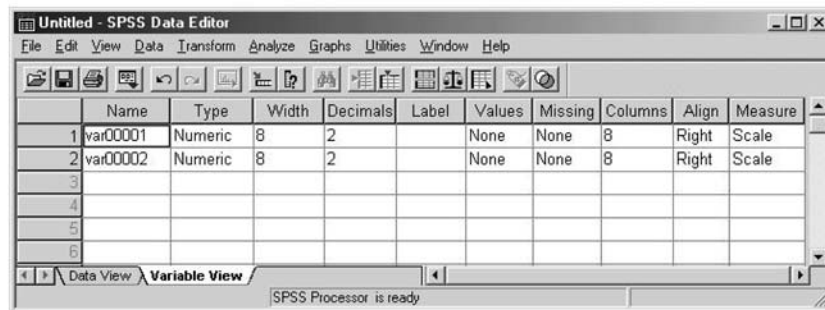 Untitled - SPSS Data Editor
File Edit View Data Transform Analyze Graphs Utilities Window Help
Name Type Width Decimals Label Values Missing Columns Align Measure
1 var00001 Numeric 8 2 None None 8 Right Scale
2 var00002 Numeric 8 2 None None 8 Right Scale
3
4
5
6
Data View Variable View
SPSS Processor is ready